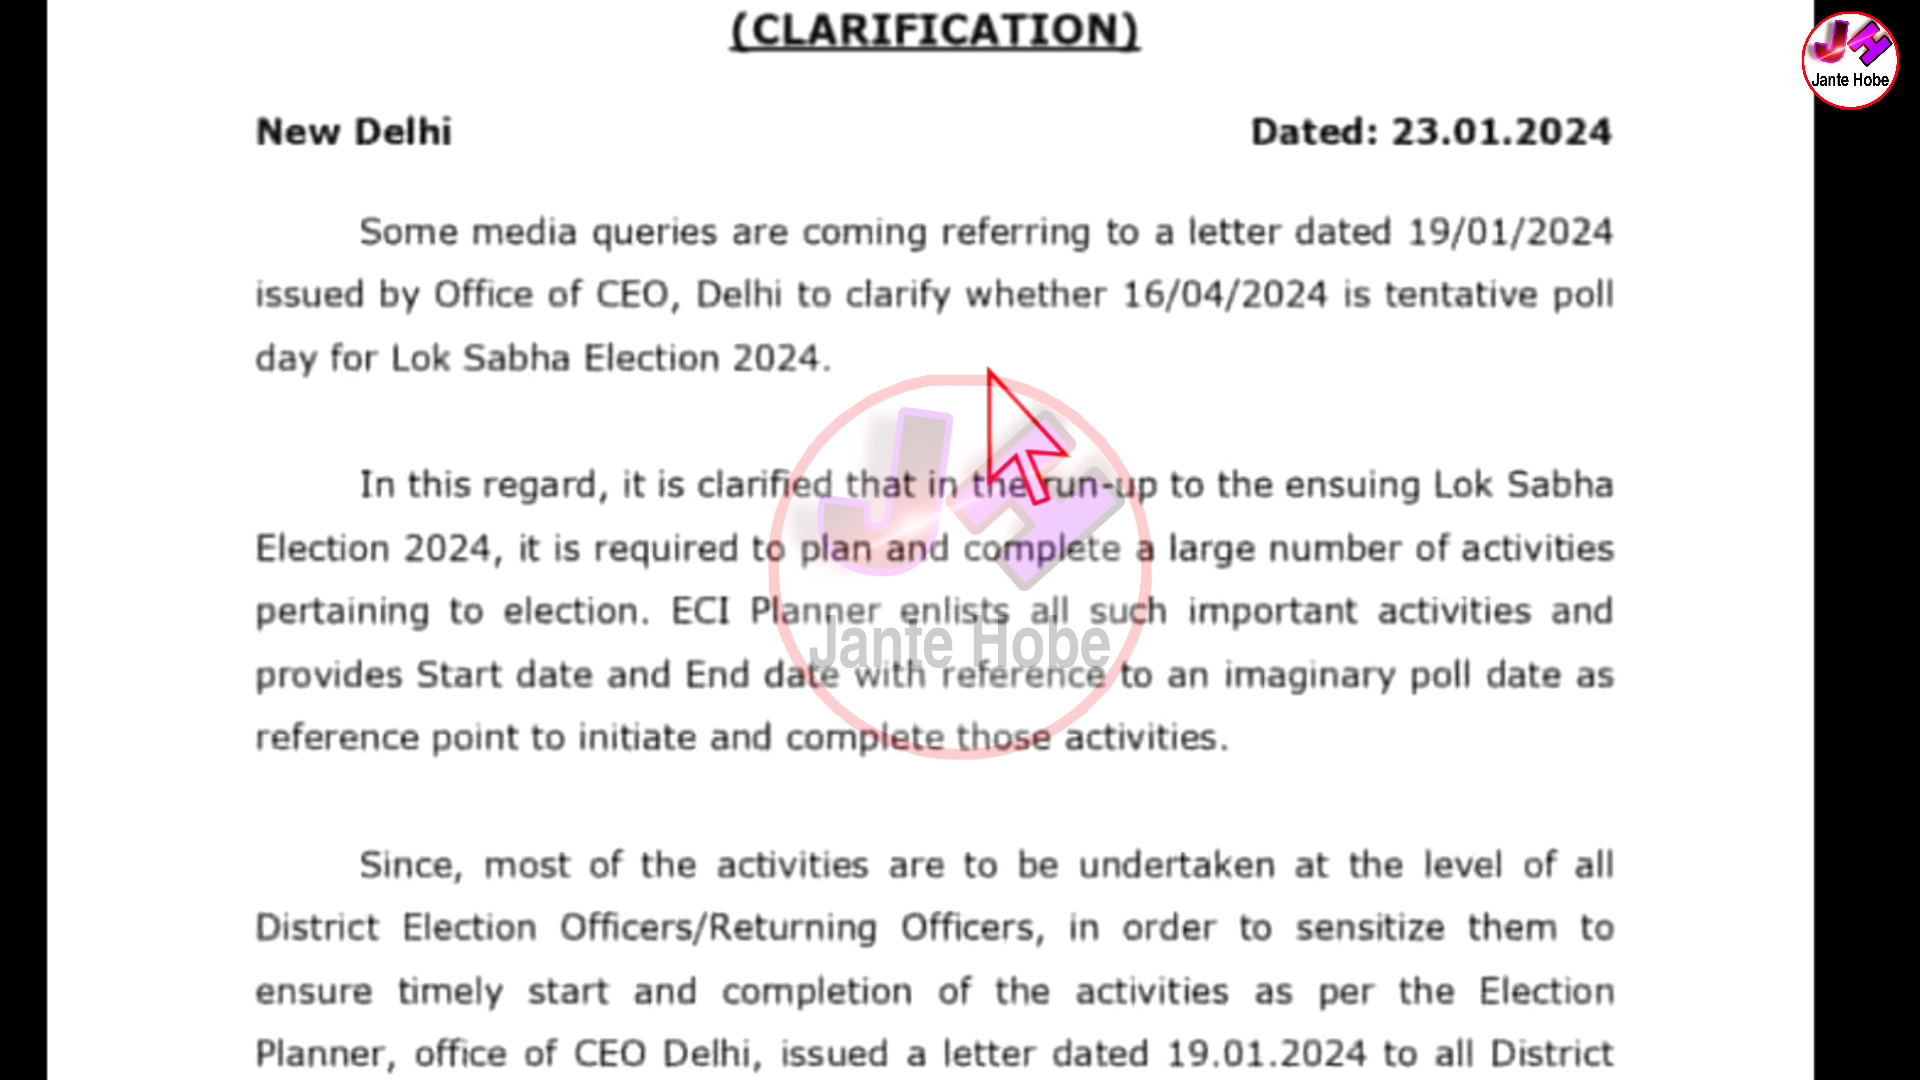 (CLARIFICATION)
JH
Jante Hobe
New Delhi
Dated: 23.01.2024
Some media queries are coming referring to a letter dated 19/01/2024
issued by Office of CEO, Delhi to clarify whether 16/04/2024 is tentative poll
day for Lok Sabha Election 2024.
In this regard, it is clarified that in the run-up to the ensuing Lok Sabha
Election 2024, it is required to plan and complete a large number of activities
pertaining to election. ECI Planner enlists all such important activities and
provides Start date and End date with reference to an imaginary poll date as
reference point to initiate and complete those activities.
JH
Jante Hobe
Since, most of the activities are to be undertaken at the level of all
District Election Officers/Returning Officers, in order to sensitize them to
ensure timely start and completion of the activities as per the Election
Planner, office of CEO Delhi, issued a letter dated 19.01.2024 to all District